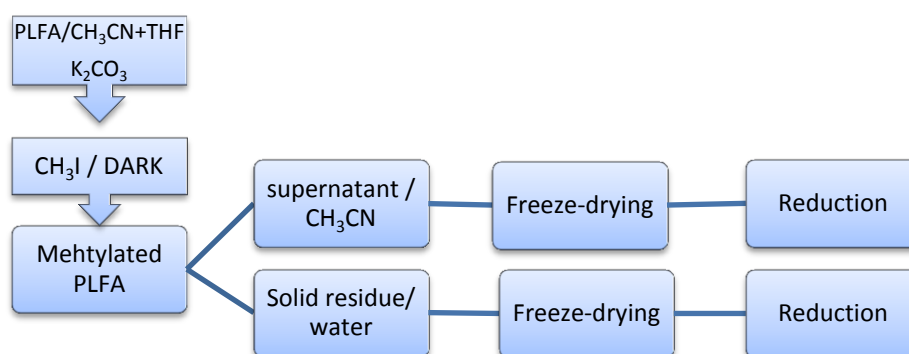 PLFA/CH₃CN+THF
K₂CO₃
CH₃I / DARK
Mehtylated
PLFA
supernatant /
CH₃CN
Freeze-drying
Reduction
Solid residue/
water
Freeze-drying
Reduction